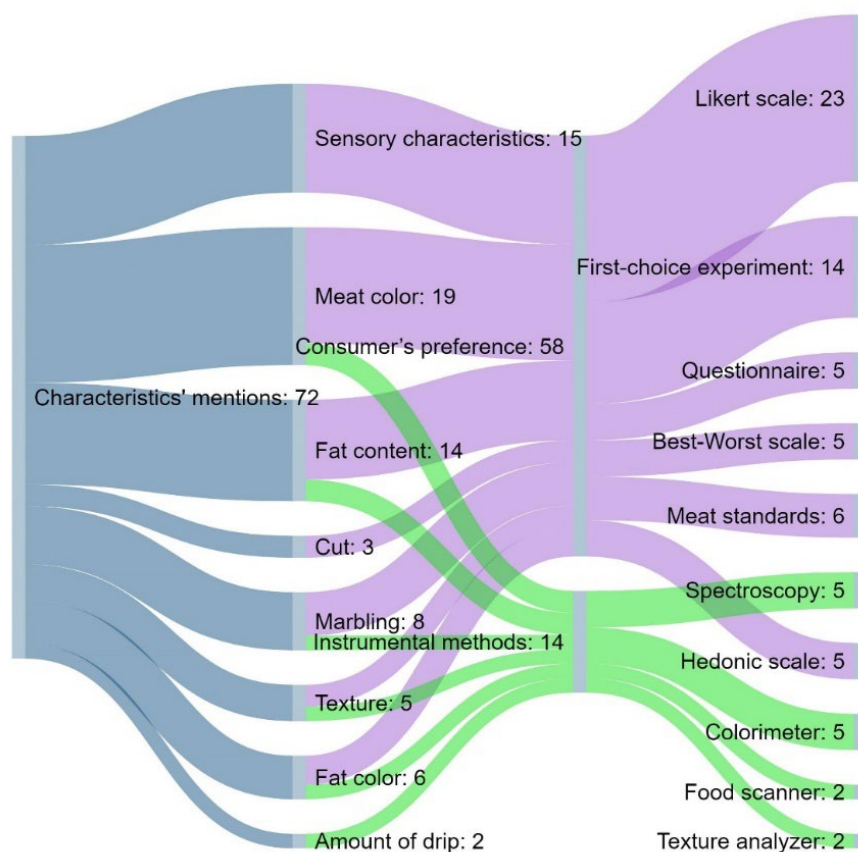 Likert scale: 23
Sensory characteristics: 15
First-choice experiment: 14
Meat color: 19
Consumer’s preference: 58
Questionnaire: 5
Characteristics' mentions: 72
Best-Worst scale: 5
Fat content: 14
Meat standards: 6
Cut: 3
Spectroscopy: 5
Marbling: 8
Instrumental methods: 14
Hedonic scale: 5
Texture: 5
Colorimeter: 5
Fat color: 6
Food scanner: 2
Amount of drip: 2
Texture analyzer: 2